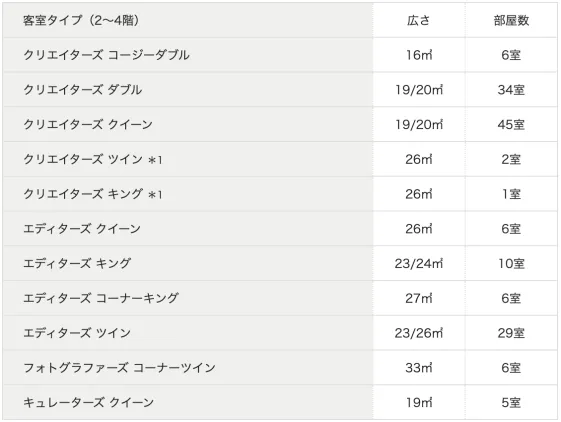 客室タイプ（2〜4階） 広さ 部屋数
クリエイターズ コージーダブル 16㎡ 6室
クリエイターズ ダブル 19/20㎡ 34室
クリエイターズ クイーン 19/20㎡ 45室
クリエイターズ ツイン ＊1 26㎡ 2室
クリエイターズ キング ＊1 26㎡ 1室
エディターズ クイーン 26㎡ 6室
エディターズ キング 23/24㎡ 10室
エディターズ コーナーキング 27㎡ 6室
エディターズ ツイン 23/26㎡ 29室
フォトグラファーズ コーナーツイン 33㎡ 6室
キュレーターズ クイーン 19㎡ 5室